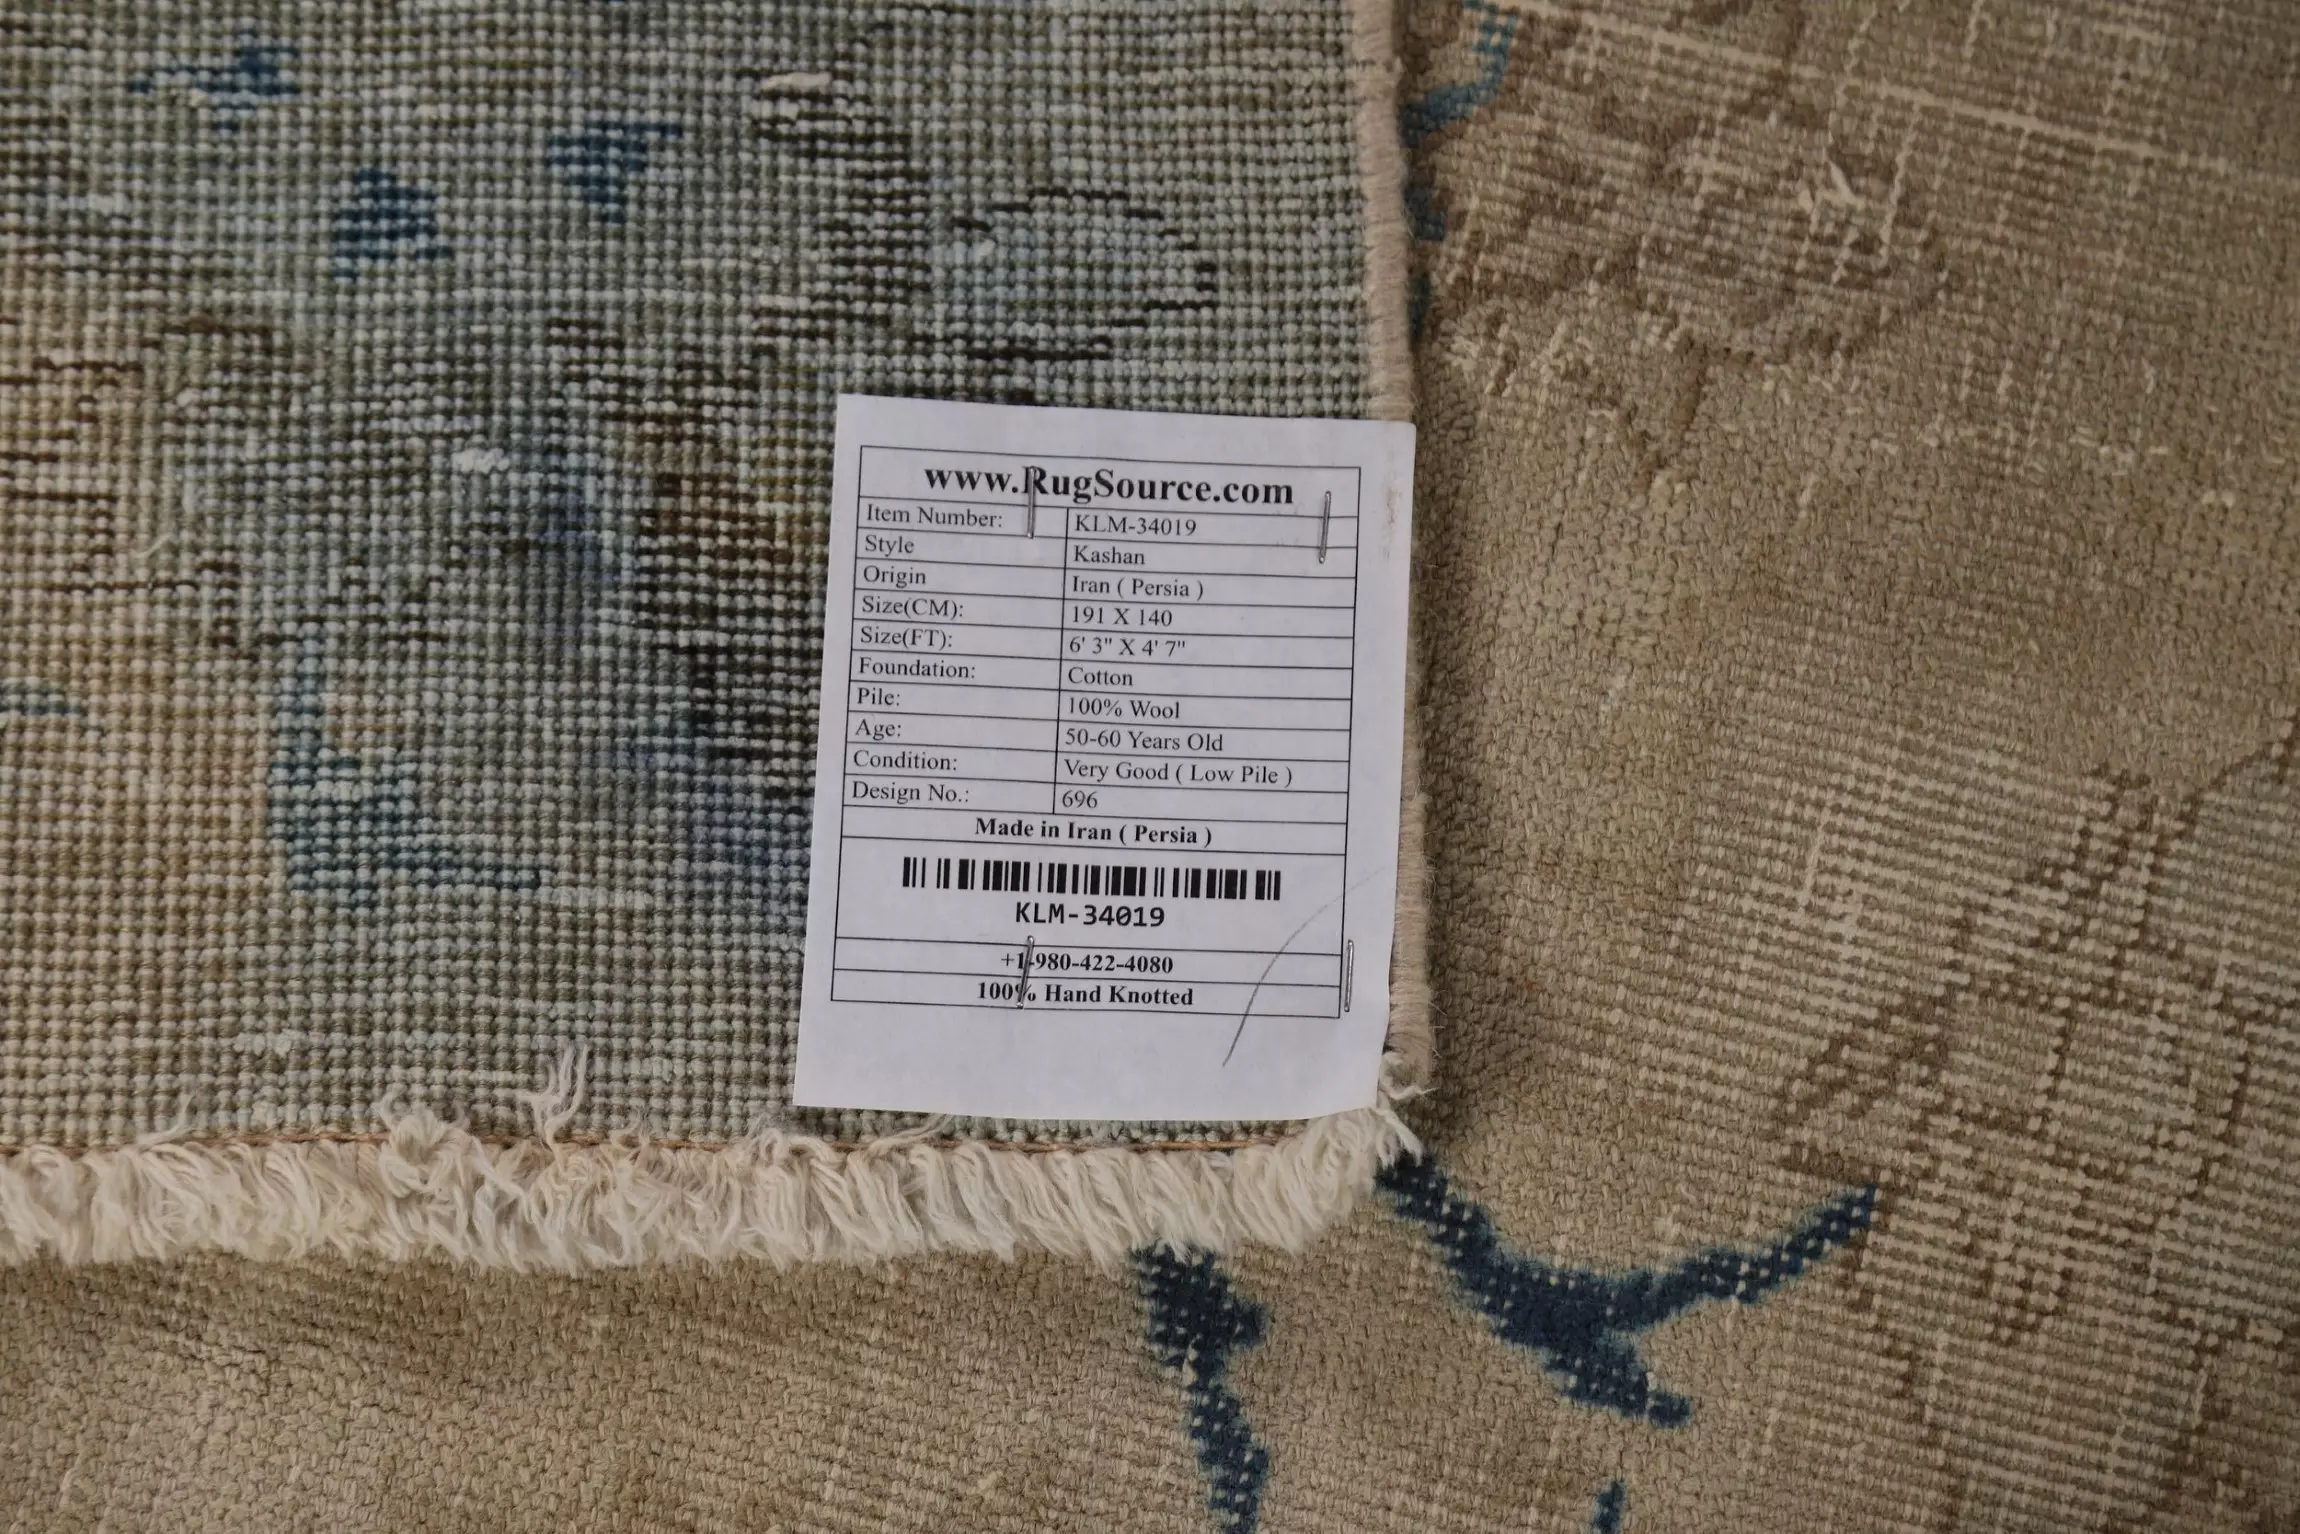 www.RugSource.com
Item Number: KLM-34019
Style Kashan
Origin Iran ( Persia )
Size(CM): 191 X 140
Size(FT): 6' 3" X 4' 7"
Foundation: Cotton
Pile: 100% Wool
Age: 50-60 Years Old
Condition: Very Good ( Low Pile )
Design No.: 696
Made in Iran ( Persia )
KLM-34019
+1-980-422-4080
100% Hand Knotted